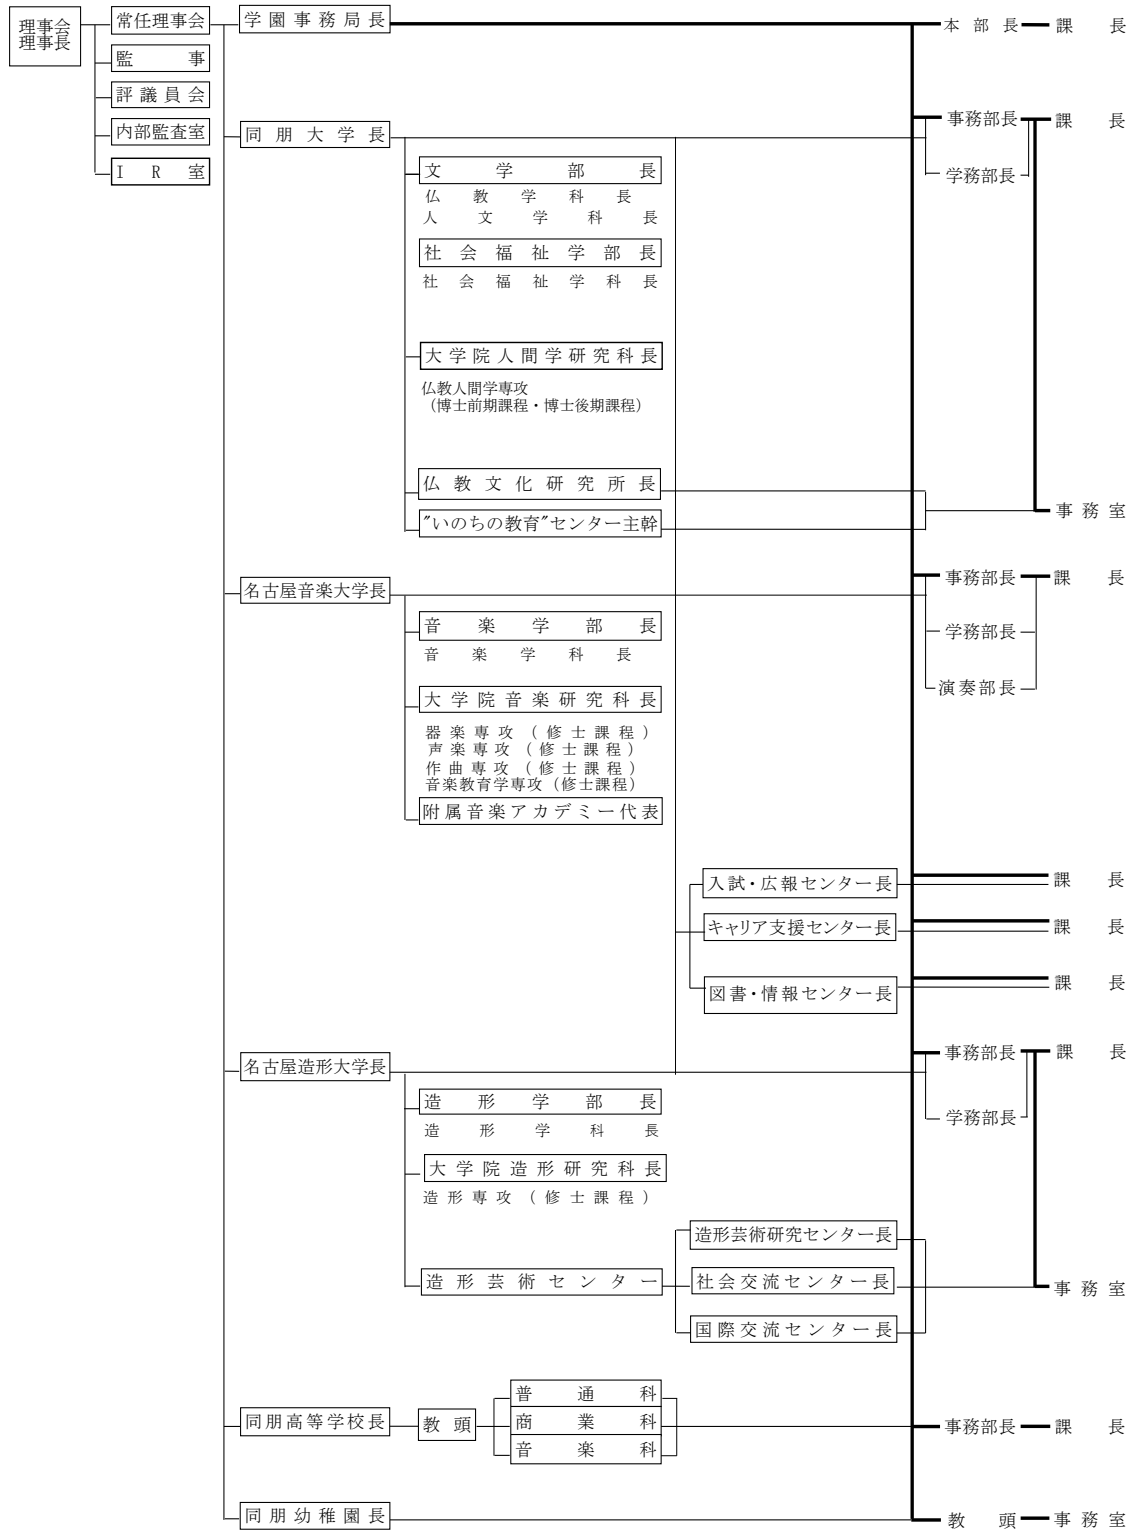 理事会
理事長
常任理事会
監事
評議員会
内部監査室
IR室
学園事務局長
本部長
課長
同朋大学長
事務部長
課長
学務部長
文学部長
仏教学科長
人文学科長
社会福祉学部長
社会福祉学科長
大学院人間学研究科長
仏教人間学専攻
（博士前期課程・博士後期課程）
仏教文化研究所長
事務室
"いのちの教育"センター主幹
名古屋音楽大学長
事務部長
課長
音楽学部長
学務部長
音楽学科長
大学院音楽研究科長
演奏部長
器楽専攻（修士課程）
声楽専攻（修士課程）
作曲専攻（修士課程）
音楽教育学専攻（修士課程）
附属音楽アカデミー代表
入試・広報センター長
課長
キャリア支援センター長
課長
図書・情報センター長
課長
名古屋造形大学長
事務部長
課長
造形学部長
学務部長
造形学科長
大学院造形研究科長
造形専攻（修士課程）
造形芸術研究センター長
造形芸術センター
社会交流センター長
事務室
国際交流センター長
同朋高等学校長
教頭
普通科
商業科
音楽科
事務部長
課長
同朋幼稚園長
教頭
事務室